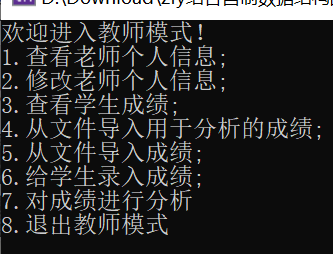 欢迎进入教师模式!
1.查看老师个人信息;
2.修改老师个人信息;
3.查看学生成绩;
4.从文件导入用于分析的成绩;
5.从文件导入成绩;
6.给学生录入成绩;
7.对成绩进行分析
8.退出教师模式